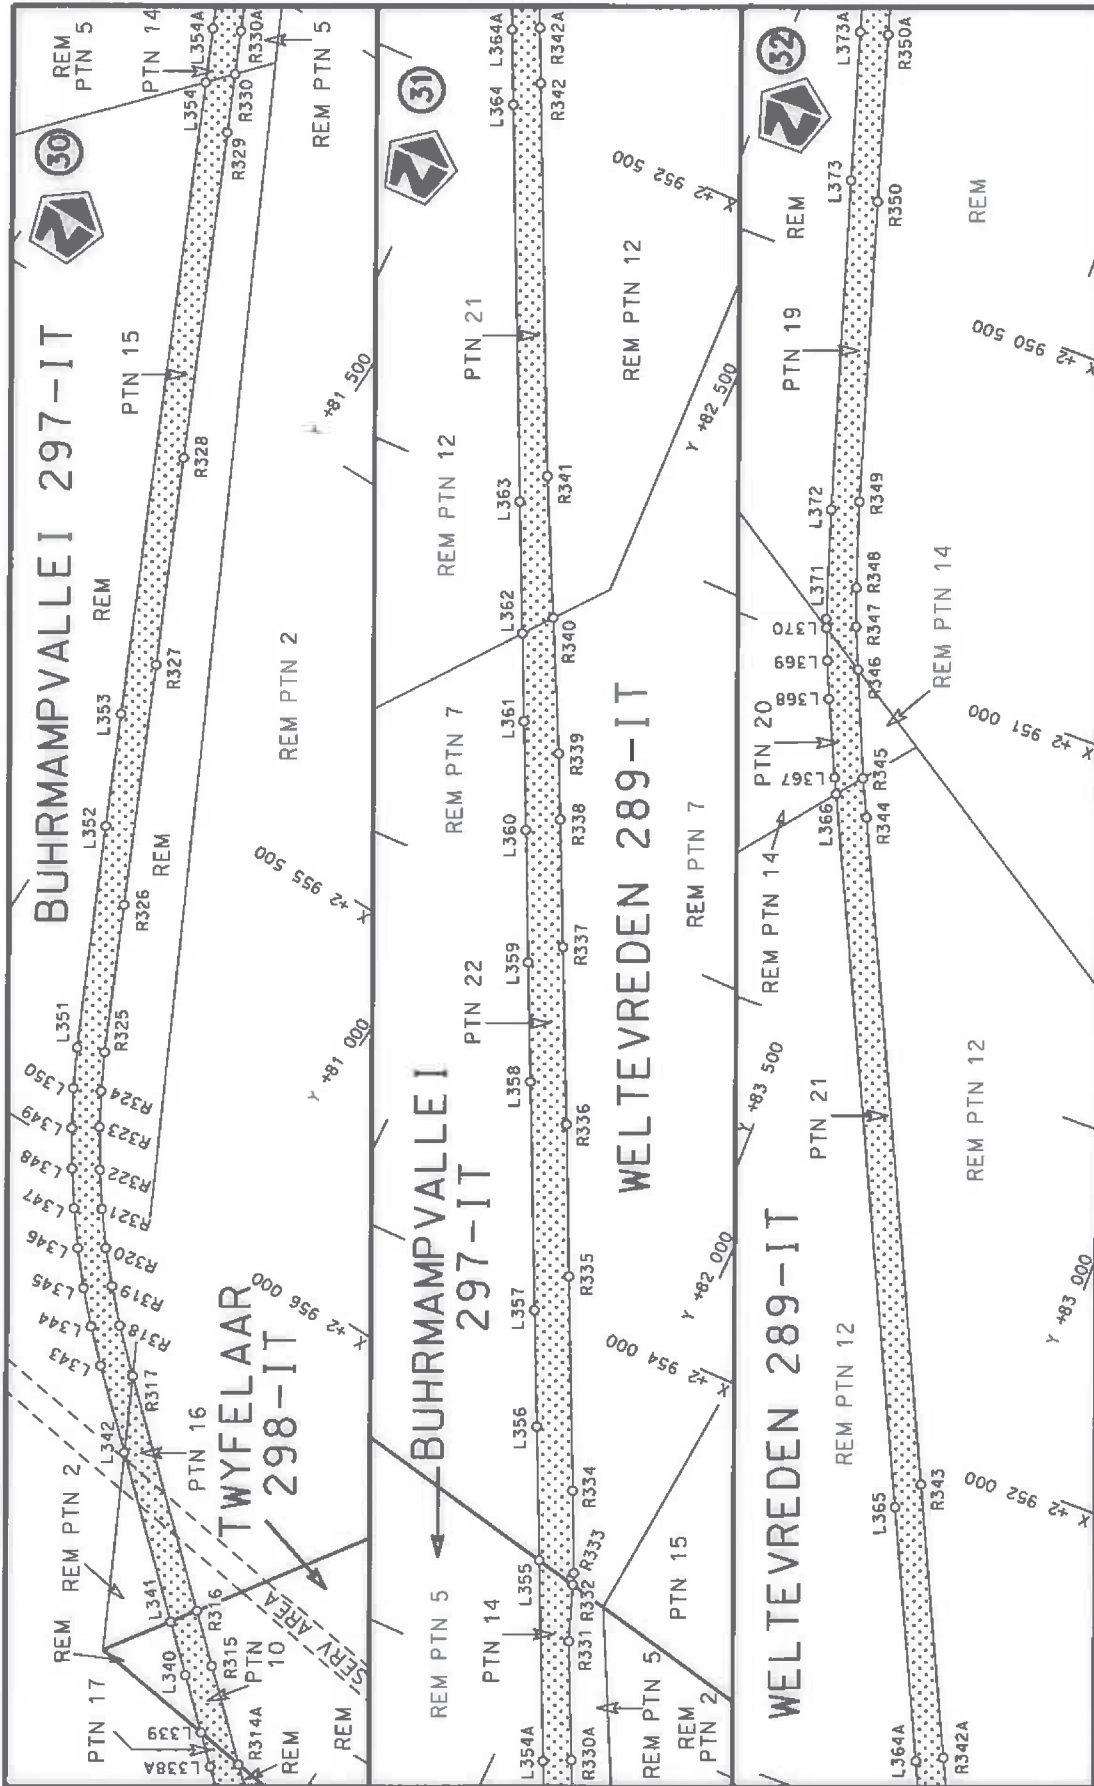 30
BUHRMAMPVALLEI 297-IT
TWYFELAAR
298-IT
SERV AREA
PTN 17
REM
REM PTN 2
PTN 16
PTN
10
REM
REM
REM
REM
REM PTN 2
PTN 15
REM
PTN 5
PTN 14
REM PTN 5
L338A
L339
L340
L341
L342
L343
L344
L345
L346
L347
L348
L349
L350
L351
L352
L353
L354
L354A
R314A
R315
R316
R317
R318
R319
R320
R321
R322
R323
R324
R325
R326
R327
R328
R329
R330
R330A
X +2 956 000
Y +81 000
X +2 955 500
Y +81 500
31
BUHRMAMPVALLEI
297-IT
WELTEVREDEN 289-IT
REM PTN 5
PTN 14
REM PTN 5
REM
PTN 2
PTN 15
PTN 22
REM PTN 7
REM PTN 7
REM PTN 12
PTN 21
REM PTN 12
L354A
L355
L356
L357
L358
L359
L360
L361
L362
L363
L364
L364A
R330A
R331
R332
R333
R334
R335
R336
R337
R338
R339
R340
R341
R342
R342A
X +2 954 000
Y +82 000
Y +82 500
X +2 952 500
32
WELTEVREDEN 289-IT
REM PTN 12
PTN 21
REM PTN 12
REM PTN 14
PTN 20
REM PTN 14
PTN 19
REM
REM
L364A
L365
L366
L367
L368
L369
L370
L371
L372
L373
L373A
R342A
R343
R344
R345
R346
R347
R348
R349
R350
R350A
X +2 952 000
Y +83 000
Y +83 500
X +2 951 000
X +2 950 500